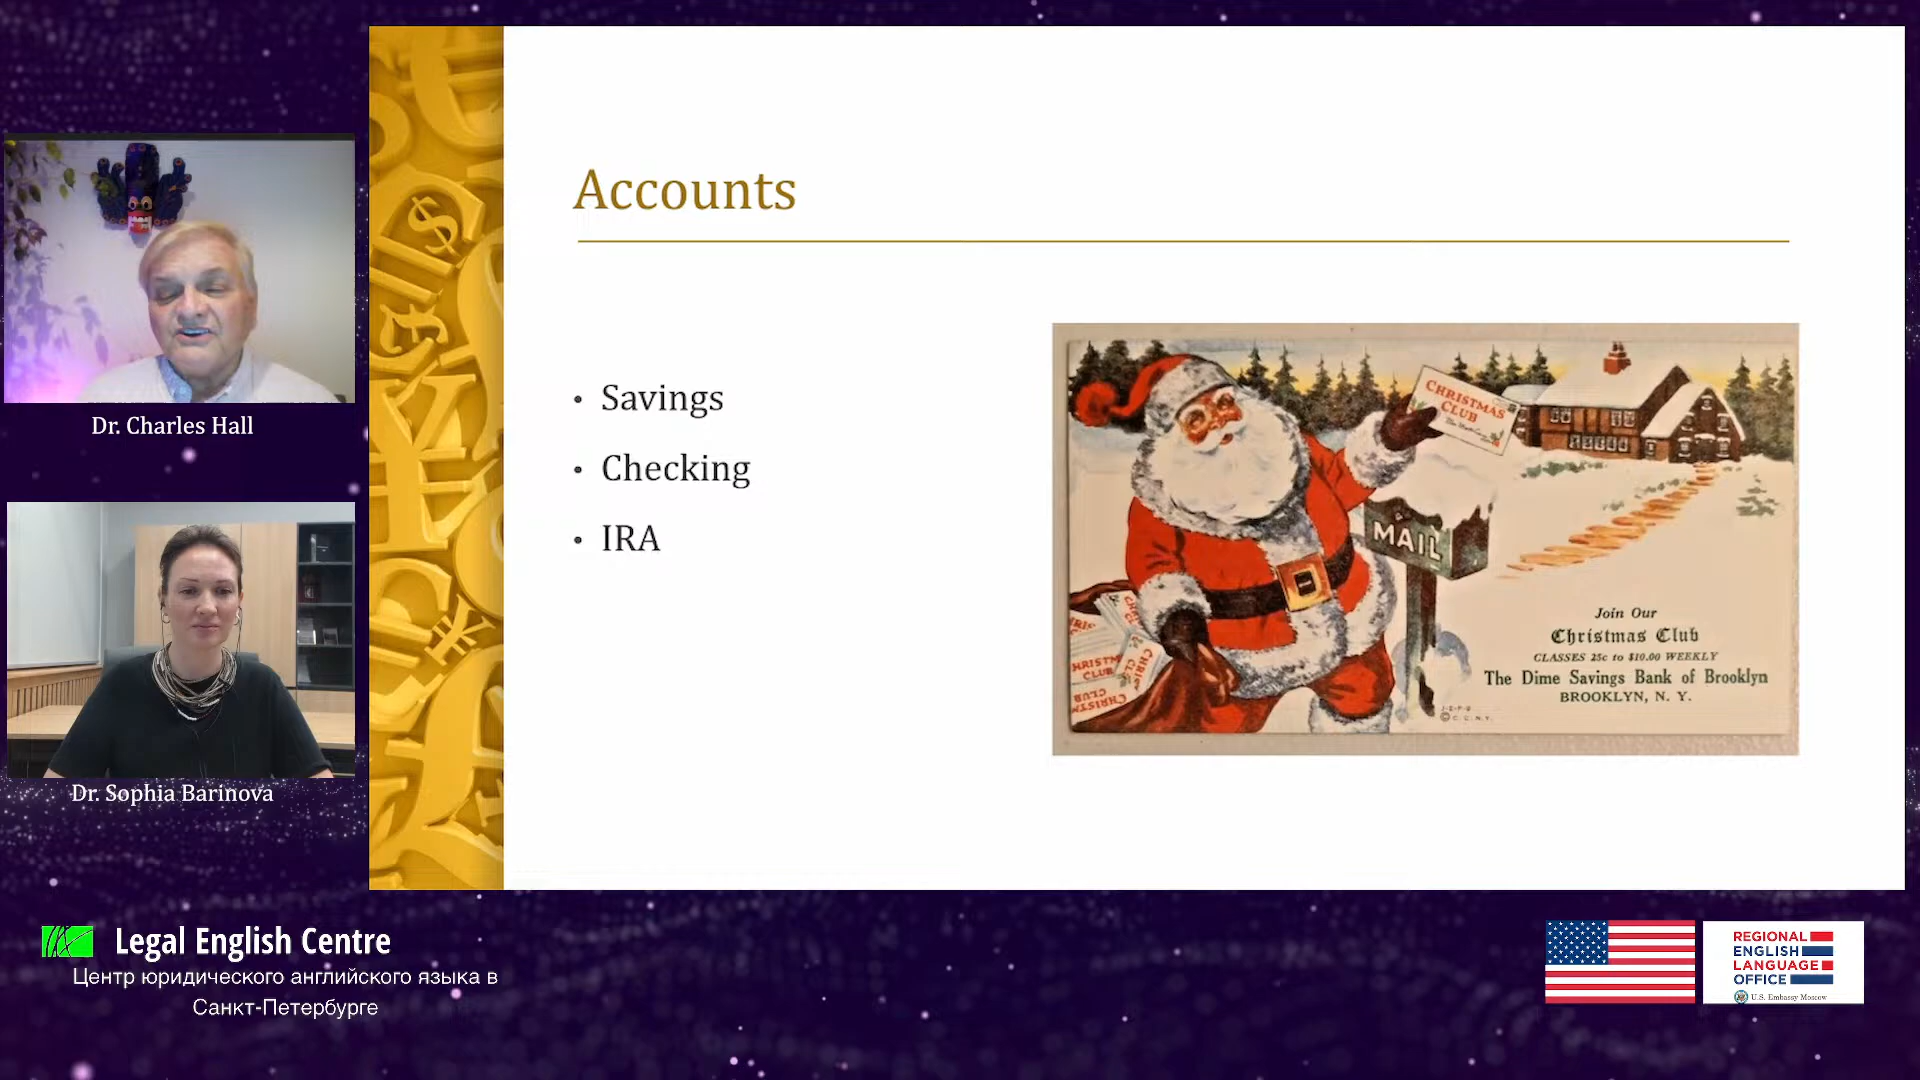 Accounts
• Savings
• Checking
• IRA
CHRISTMAS
CLUB
MAIL
Join Our
Christmas Club
CLASSES 25c to $10.00 WEEKLY
The Dime Savings Bank of Brooklyn
BROOKLYN, N. Y.
CHRISTMAS
CLUB
Dr. Charles Hall
Dr. Sophia Barinova
Legal English Centre
Центр юридического английского языка в
Санкт-Петербурге
REGIONAL
ENGLISH
LANGUAGE
OFFICE
U.S. Embassy Moscow